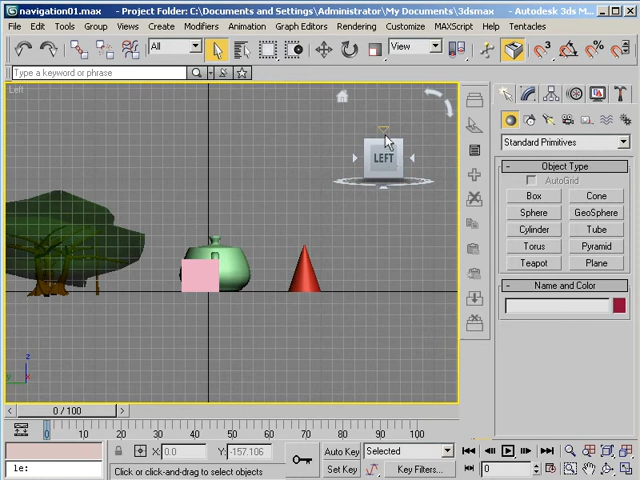 navigation01.max - Project Folder: C:\Documents and Settings\Administrator\My Documents\3dsmax - Autodesk 3ds Max
File Edit Tools Group Views Create Modifiers Animation Graph Editors Rendering Customize MAXScript Help Tentacles
All
View
Type a keyword or phrase
Left
LEFT
Standard Primitives
- Object Type
AutoGrid
Box Cone
Sphere GeoSphere
Cylinder Tube
Torus Pyramid
Teapot Plane
- Name and Color
z
y x
< 0 / 100 >
0 10 20 30 40 50 60 70 80 90 100
X: 0.0 Y: -157.106
Auto Key Selected
Set Key Key Filters...
0
1e:
Click or click-and-drag to select objects